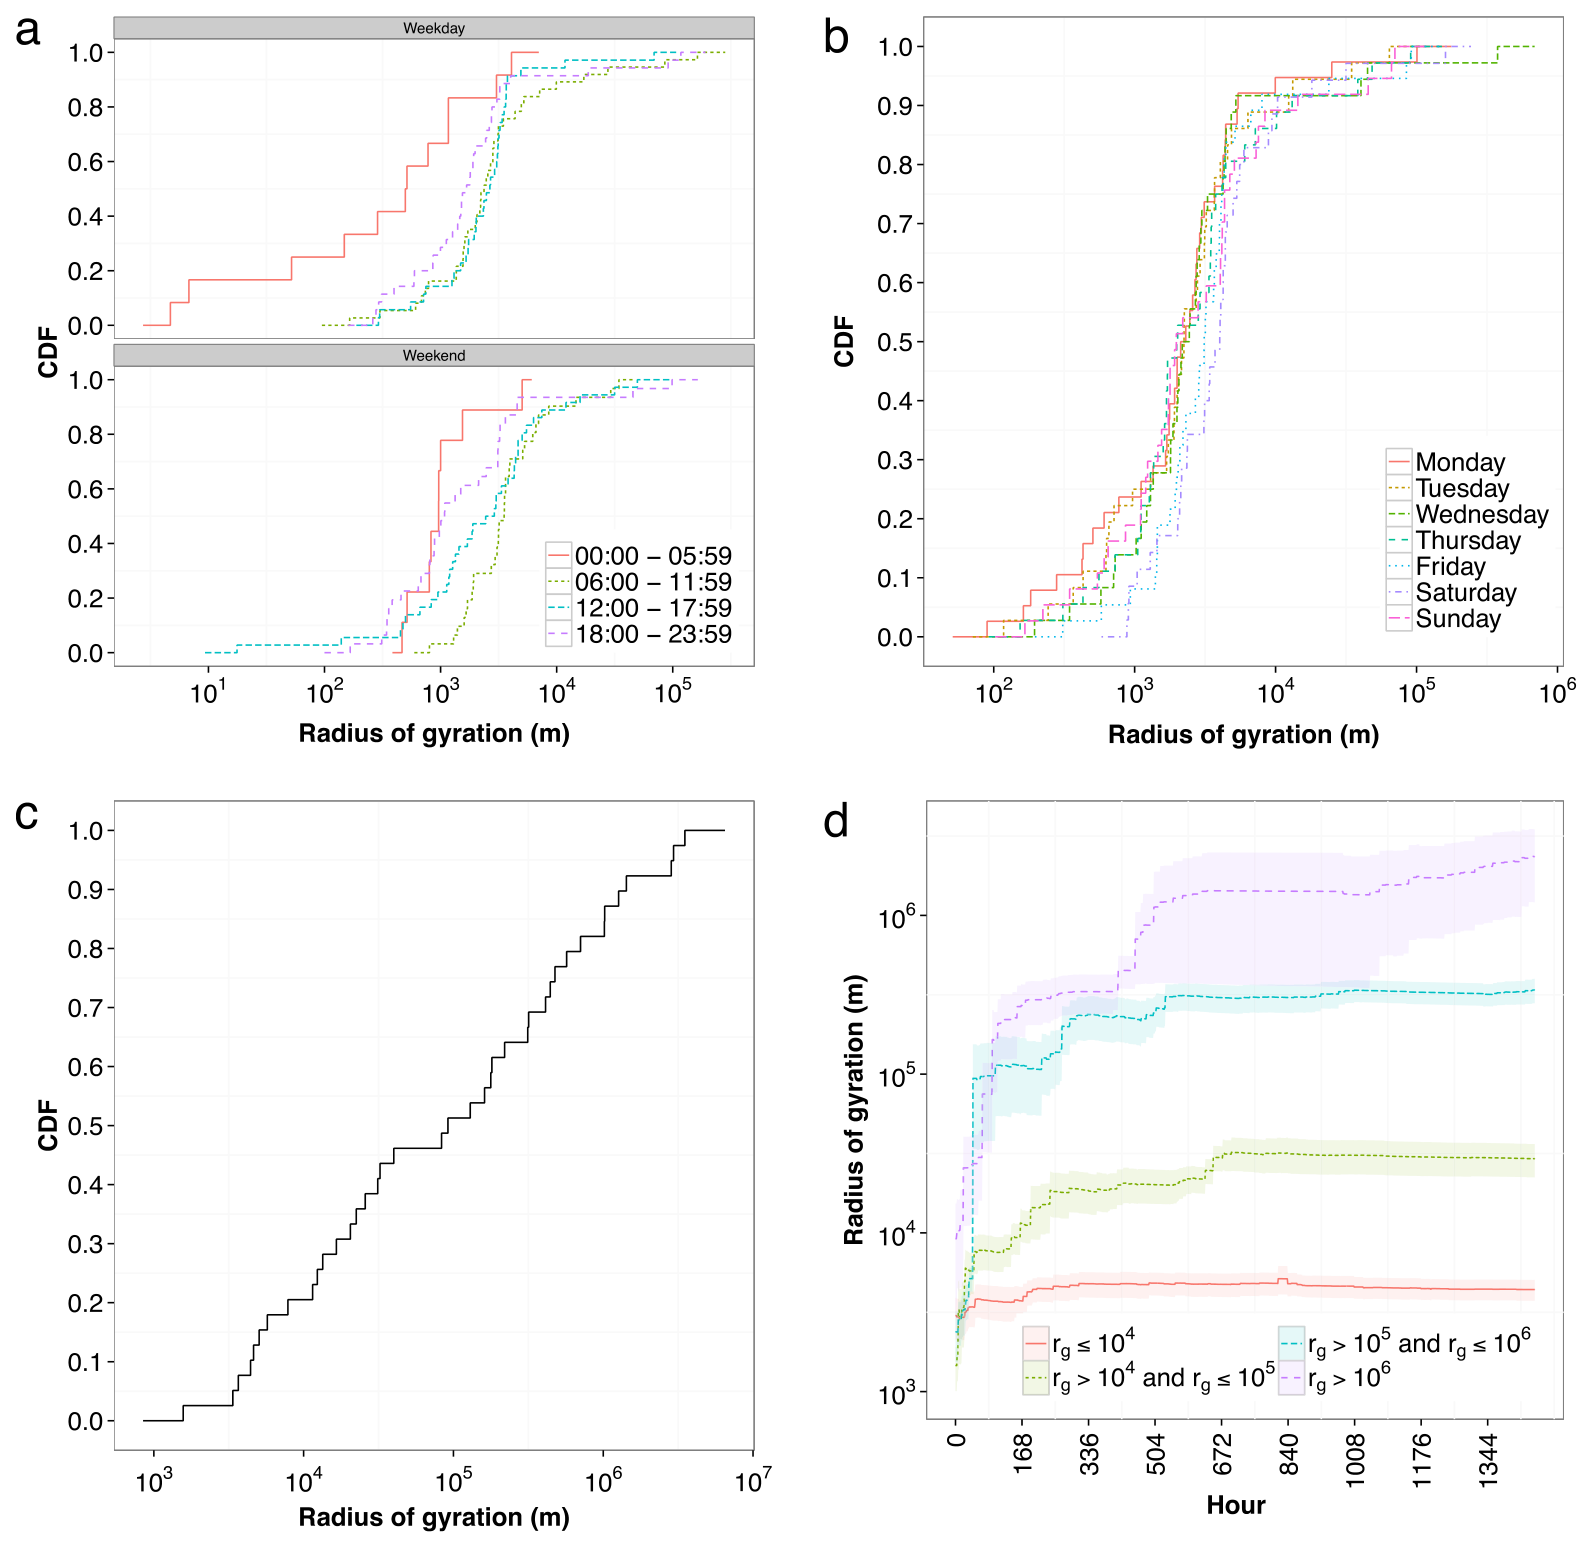 a
Weekday
1.0
0.8
0.6
0.4
0.2
0.0
CDF
Weekend
1.0
0.8
0.6
0.4
0.2
0.0
00:00 – 05:59
06:00 – 11:59
12:00 – 17:59
18:00 – 23:59
10¹ 10² 10³ 10⁴ 10⁵
Radius of gyration (m)
b
1.0
0.9
0.8
0.7
0.6
0.5
0.4
0.3
0.2
0.1
0.0
CDF
Monday
Tuesday
Wednesday
Thursday
Friday
Saturday
Sunday
10² 10³ 10⁴ 10⁵ 10⁶
Radius of gyration (m)
c
1.0
0.9
0.8
0.7
0.6
0.5
0.4
0.3
0.2
0.1
0.0
CDF
10³ 10⁴ 10⁵ 10⁶ 10⁷
Radius of gyration (m)
d
10⁶
10⁵
10⁴
10³
Radius of gyration (m)
r_g ≤ 10⁴
r_g > 10⁴ and r_g ≤ 10⁵
r_g > 10⁵ and r_g ≤ 10⁶
r_g > 10⁶
0 168 336 504 672 840 1008 1176 1344
Hour